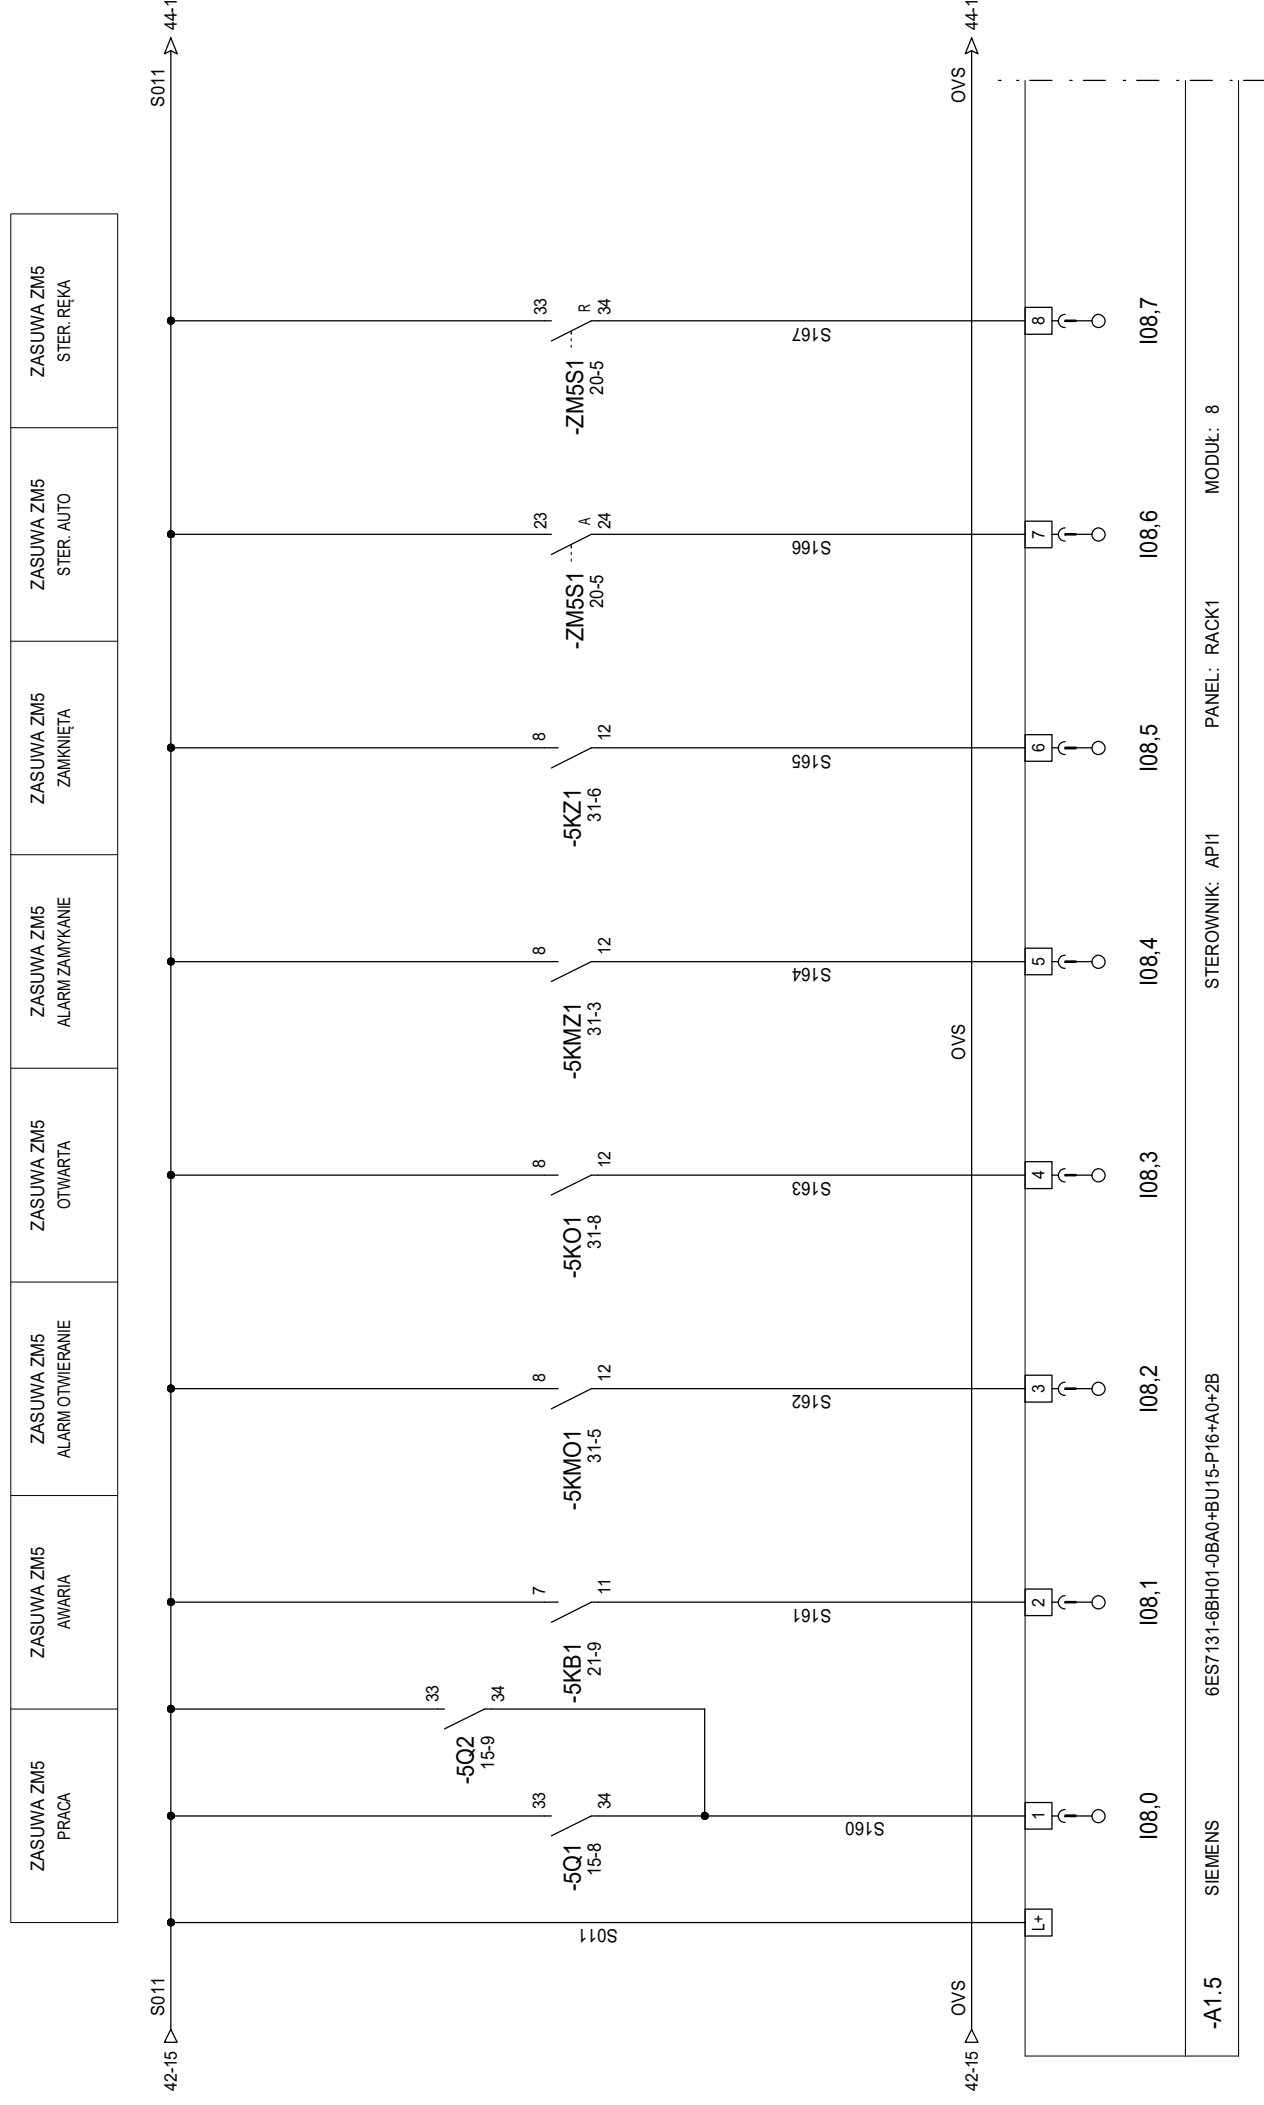 ZASUWA ZM5
PRACA
ZASUWA ZM5
AWARIA
ZASUWA ZM5
ALARM OTWIERANIE
ZASUWA ZM5
OTWARTA
ZASUWA ZM5
ALARM ZAMYKANIE
ZASUWA ZM5
ZAMKNIĘTA
ZASUWA ZM5
STER. AUTO
ZASUWA ZM5
STER. RĘKA
42-15
S011
S011
44-1
33
34
-5Q2
15-9
33
34
-5Q1
15-8
7
11
-5KB1
21-9
8
12
-5KMO1
31-5
8
12
-5KO1
31-8
8
12
-5KMZ1
31-3
8
12
-5KZ1
31-6
23
A
24
-ZM5S1
20-5
33
R
34
-ZM5S1
20-5
S011
S160
S161
S162
S163
S164
S165
S166
S167
42-15
OVS
OVS
OVS
44-1
L+
1
2
3
4
5
6
7
8
I08,0
I08,1
I08,2
I08,3
I08,4
I08,5
I08,6
I08,7
-A1.5
SIEMENS
6ES7131-6BH01-0BA0+BU15-P16+A0+2B
STEROWNIK: API1
PANEL: RACK1
MODUŁ: 8